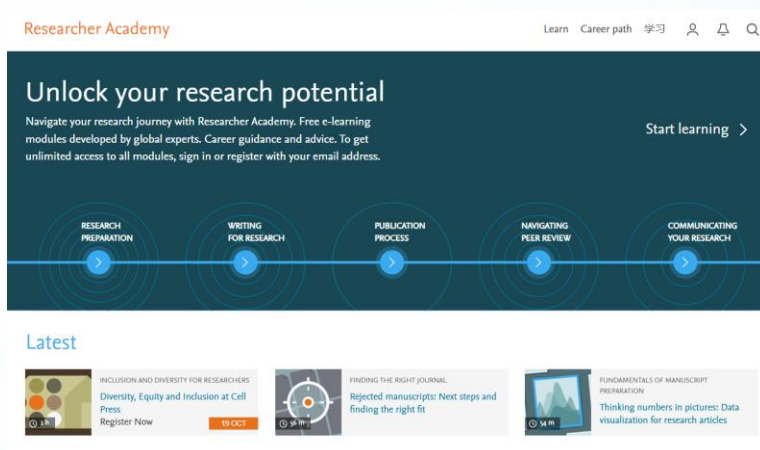 Researcher Academy
Learn Career path 学习
Unlock your research potential
Navigate your research journey with Researcher Academy. Free e-learning
modules developed by global experts. Career guidance and advice. To get
unlimited access to all modules, sign in or register with your email address.
Start learning
RESEARCH
PREPARATION
WRITING
FOR RESEARCH
PUBLICATION
PROCESS
NAVIGATING
PEER REVIEW
COMMUNICATING
YOUR RESEARCH
Latest
INCLUSION AND DIVERSITY FOR RESEARCHERS
Diversity, Equity and Inclusion at Cell
Press
Register Now
19 OCT
1 h
FINDING THE RIGHT JOURNAL
Rejected manuscripts: Next steps and
finding the right fit
56 m
FUNDAMENTALS OF MANUSCRIPT
PREPARATION
Thinking numbers in pictures: Data
visualization for research articles
54 m